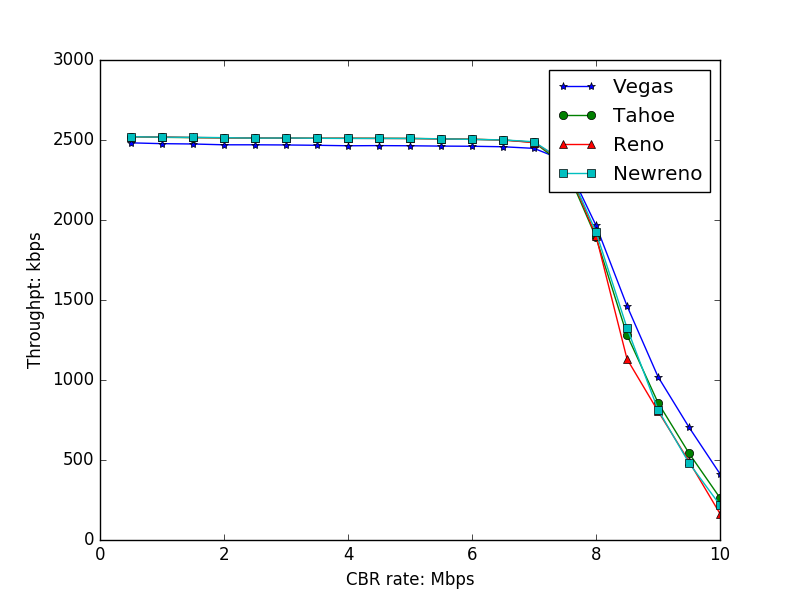 3000
2500
2000
1500
1000
500
0
Throughpt: kbps
Vegas
Tahoe
Reno
Newreno
0 2 4 6 8 10
CBR rate: Mbps